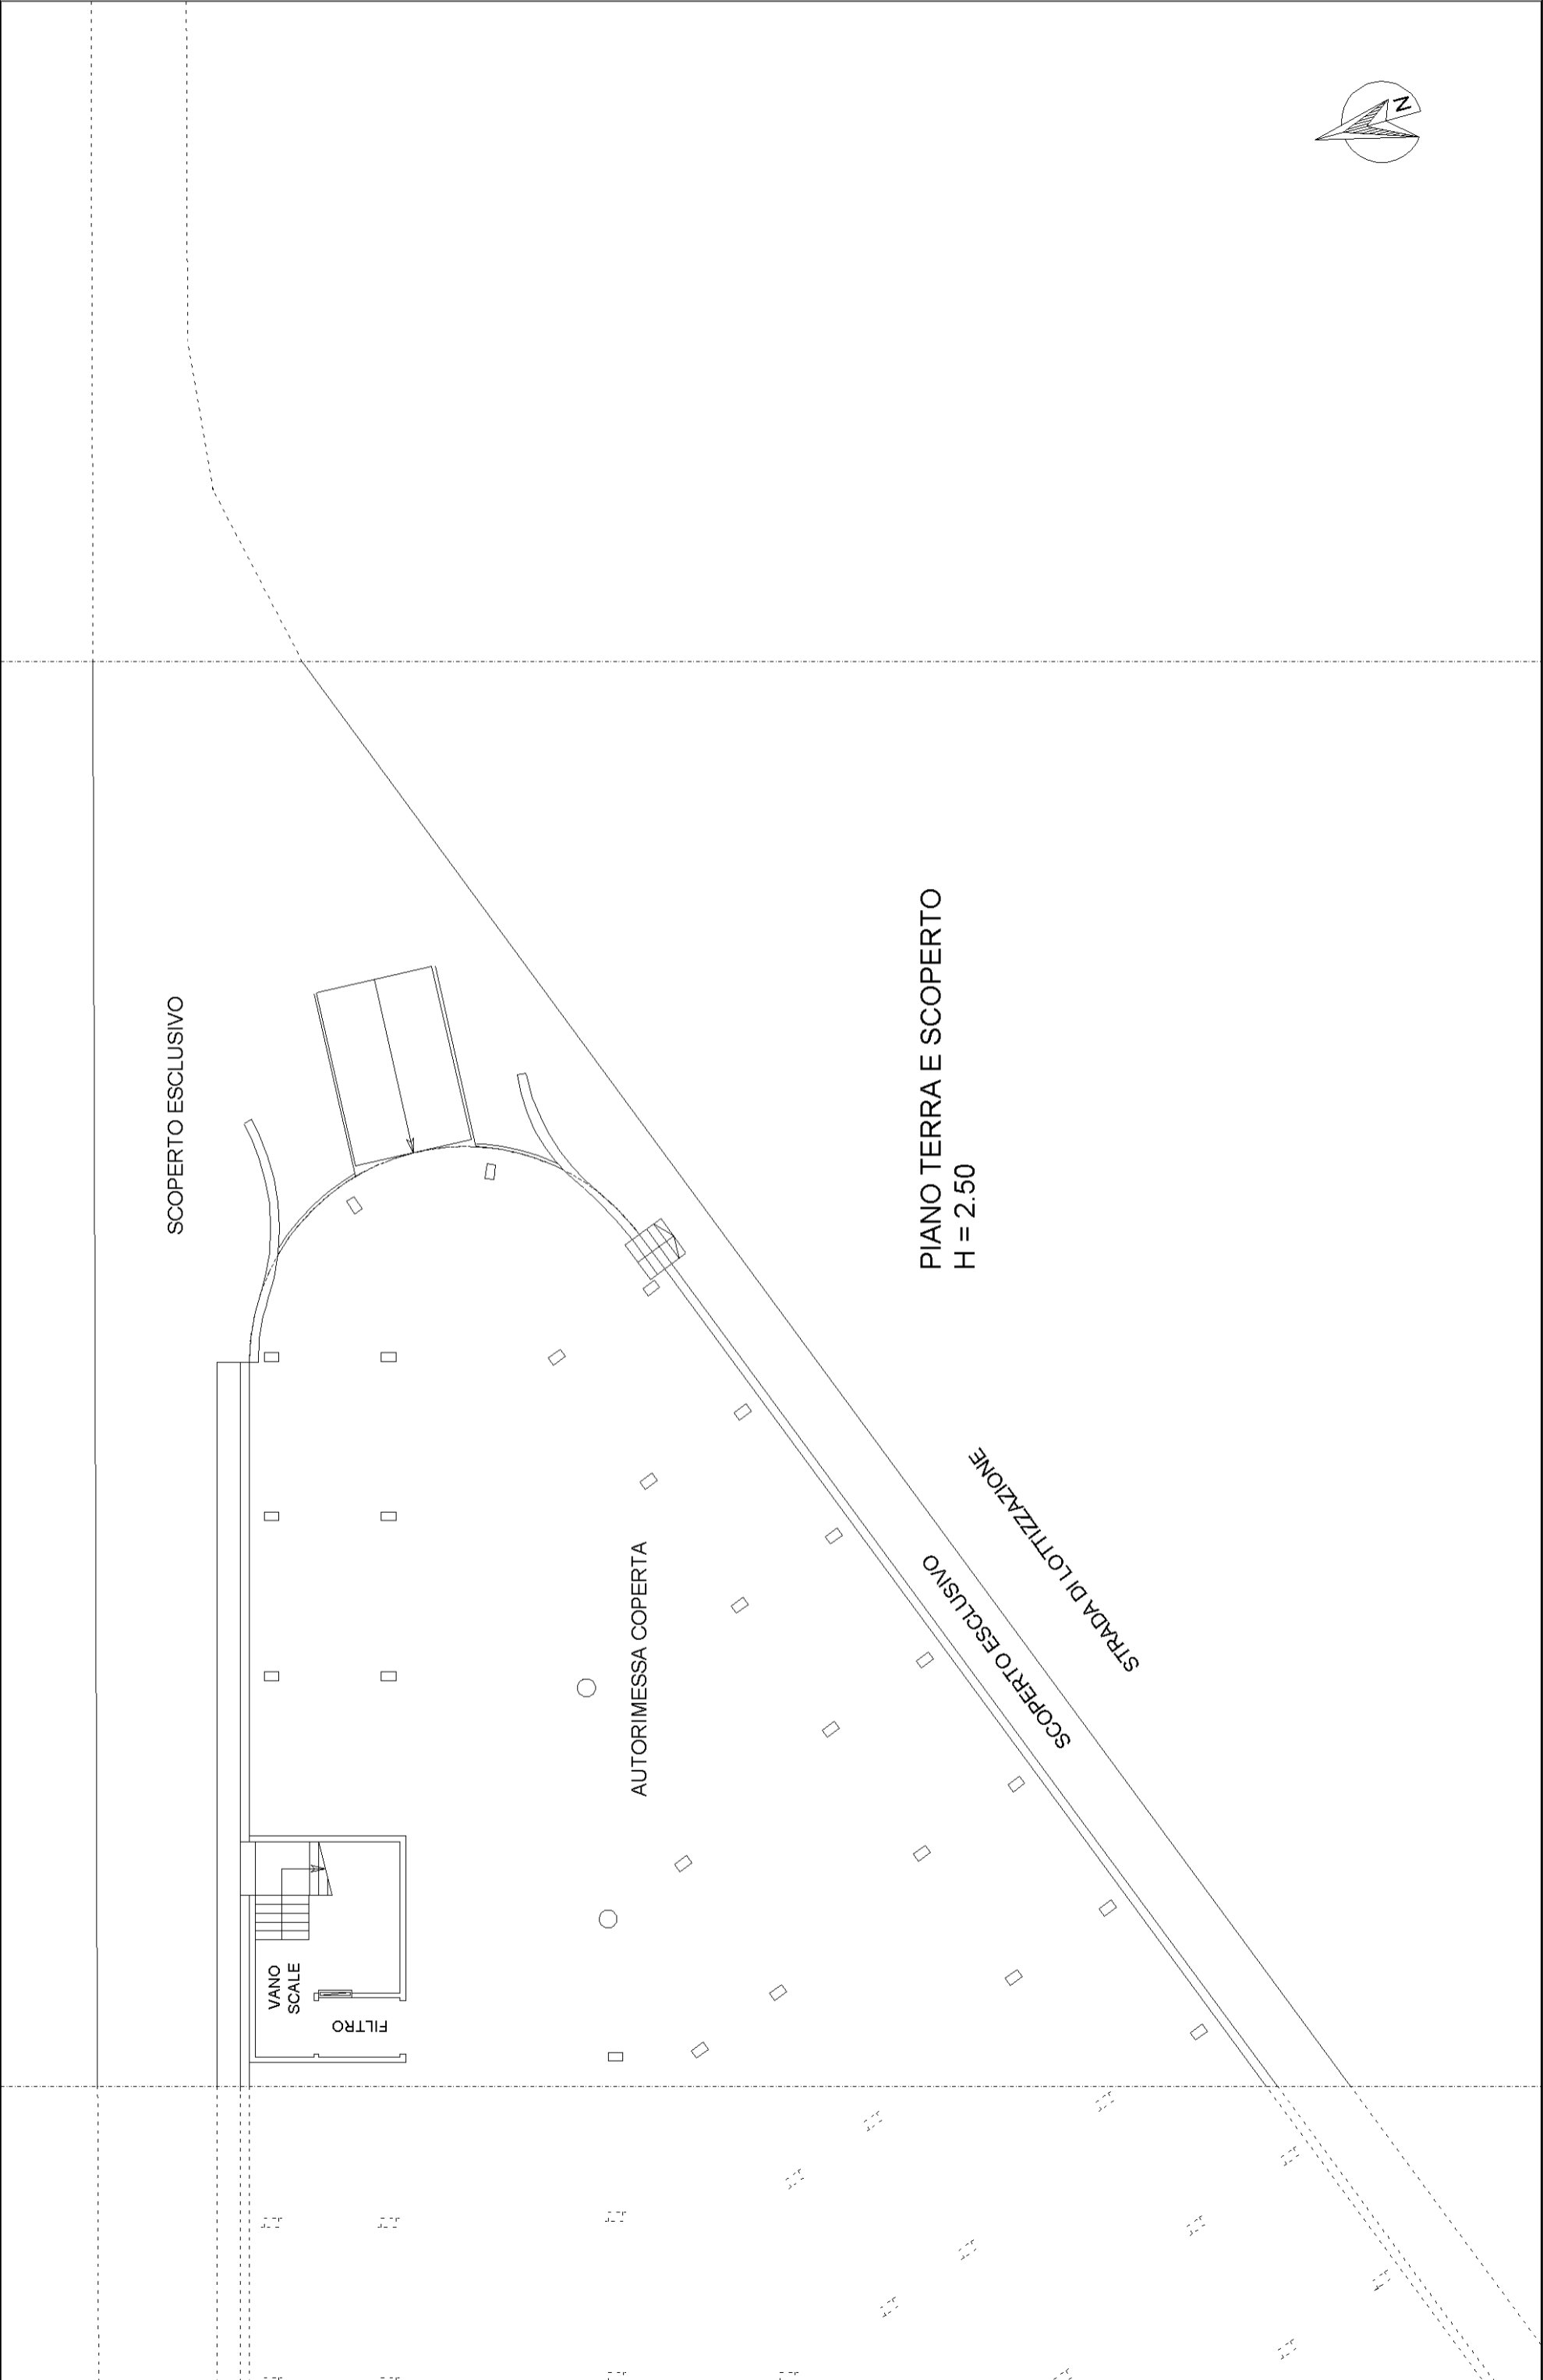 N
SCOPERTO ESCLUSIVO
PIANO TERRA E SCOPERTO
H = 2.50
STRADA DI LOTTIZZAZIONE
SCOPERTO ESCLUSIVO
AUTORIMESSA COPERTA
VANO
SCALE
FILTRO